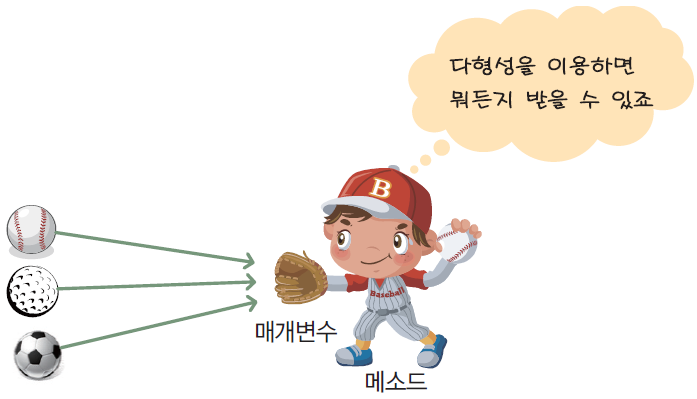 다형성을 이용하면
뭐든지 받을 수 있죠
B
Baseball
매개변수
메소드